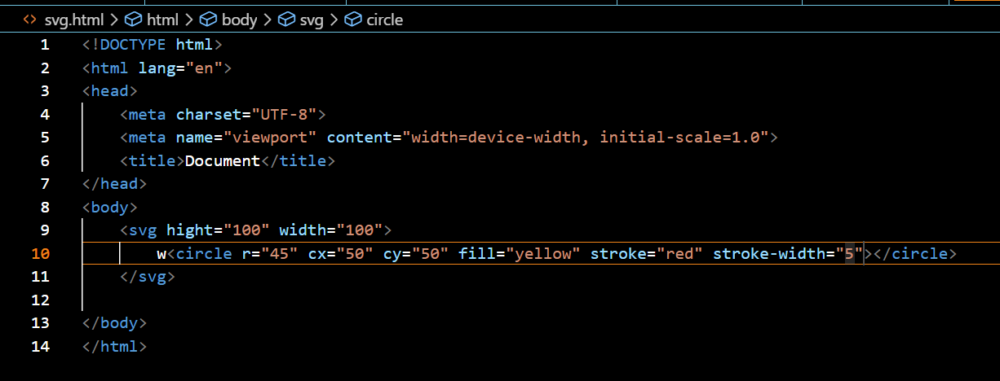 <> svg.html > html > body > svg > circle
1 <!DOCTYPE html>
2 <html lang="en">
3 <head>
4     <meta charset="UTF-8">
5     <meta name="viewport" content="width=device-width, initial-scale=1.0">
6     <title>Document</title>
7 </head>
8 <body>
9     <svg hight="100" width="100">
10         w<circle r="45" cx="50" cy="50" fill="yellow" stroke="red" stroke-width="5"></circle>
11     </svg>
12
13 </body>
14 </html>